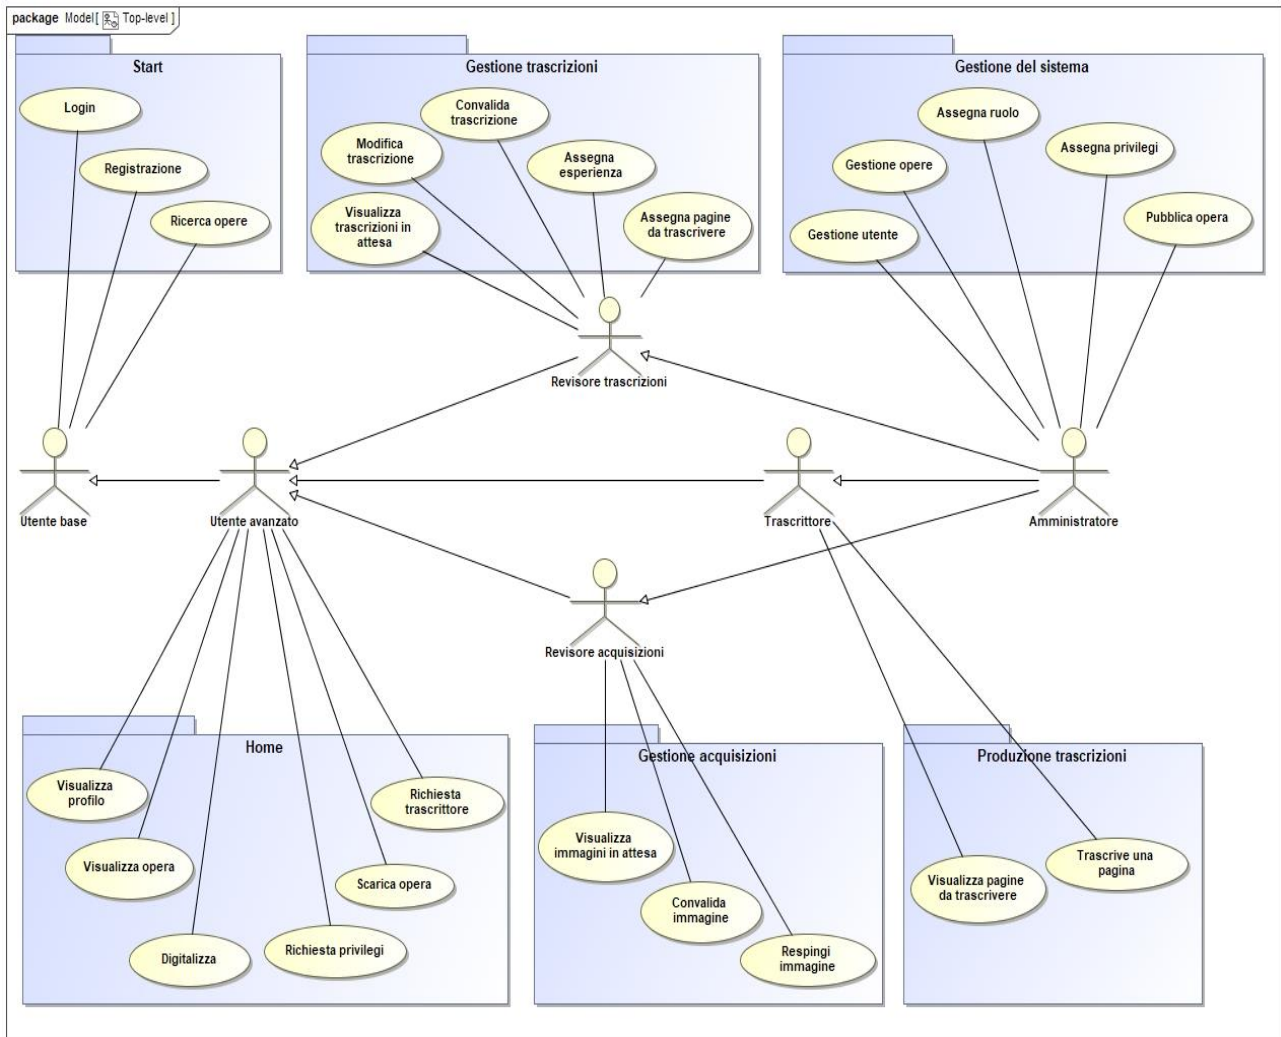 package Model[ Top-level ]
Start
Login
Registrazione
Ricerca opere
Gestione trascrizioni
Convalida
trascrizione
Modifica
trascrizione
Assegna
esperienza
Visualizza
trascrizioni in
attesa
Assegna pagine
da trascrivere
Gestione del sistema
Assegna ruolo
Assegna privilegi
Gestione opere
Pubblica opera
Gestione utente
Revisore trascrizioni
Utente base
Utente avanzato
Trascrittore
Amministratore
Revisore acquisizioni
Home
Visualizza
profilo
Richiesta
trascrittore
Visualizza opera
Scarica opera
Digitalizza
Richiesta privilegi
Gestione acquisizioni
Visualizza
immagini in attesa
Convalida
immagine
Respingi
immagine
Produzione trascrizioni
Trascrive una
pagina
Visualizza pagine
da trascrivere